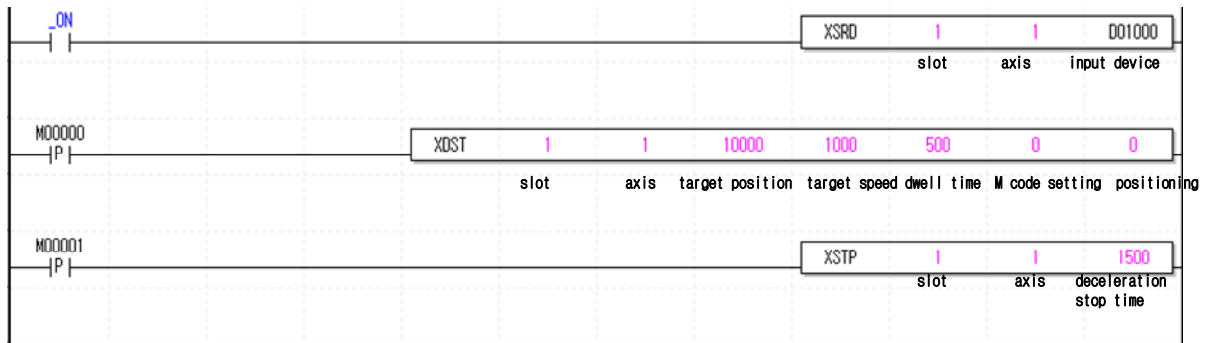 _ON
XSRD 1 1 D01000
slot axis input device
M00000
P
XDST 1 1 10000 1000 500 0 0
slot axis target position target speed dwell time M code setting positioning
M00001
P
XSTP 1 1 1500
slot axis deceleration
stop time